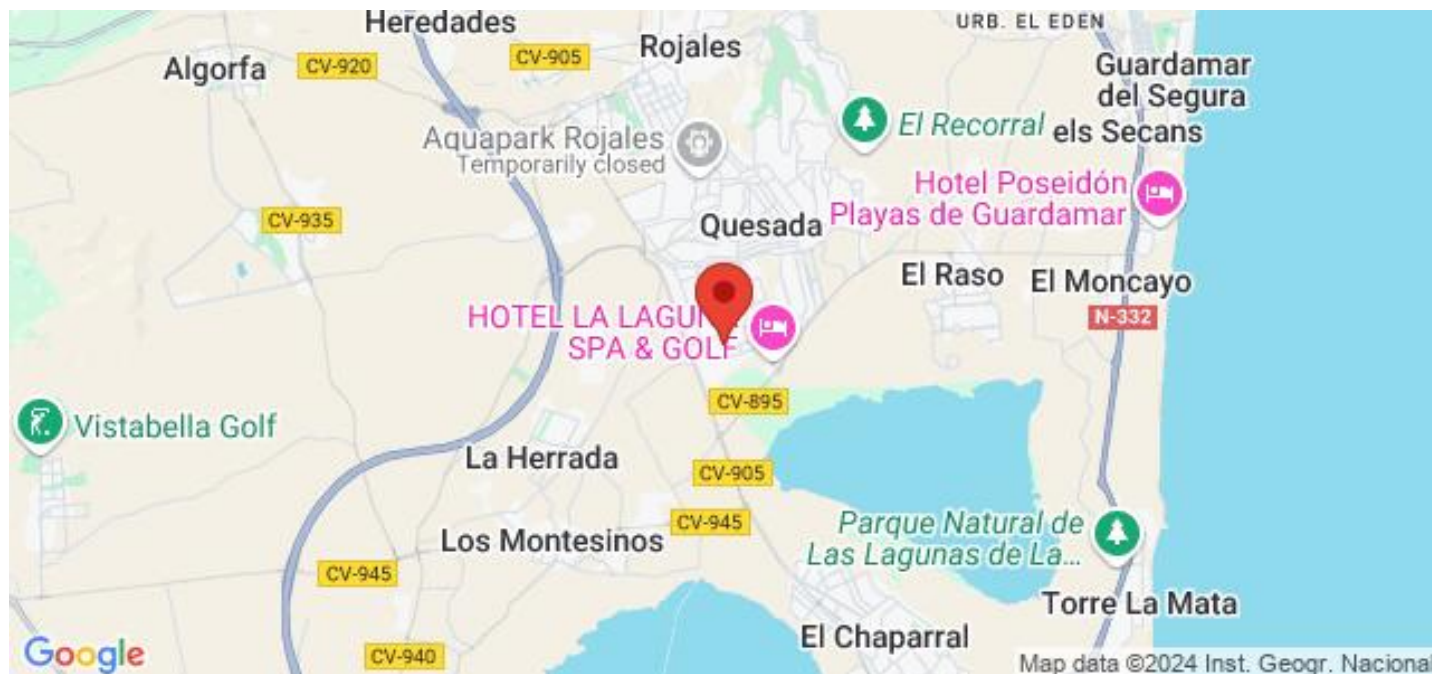 Heredades
URB. EL EDEN
Rojales
CV-905
Algorfa
CV-920
Guardamar
del Segura
El Recorral
els Secans
Aquapark Rojales
Temporarily closed
Hotel Poseidón
Playas de Guardamar
CV-935
Quesada
El Raso
El Moncayo
HOTEL LA LAGUN
SPA & GOLF
N-332
CV-895
Vistabella Golf
La Herrada
CV-905
CV-945
Parque Natural de
Las Lagunas de La...
Los Montesinos
CV-945
Torre La Mata
El Chaparral
Google
CV-940
Map data ©2024 Inst. Geogr. Nacional